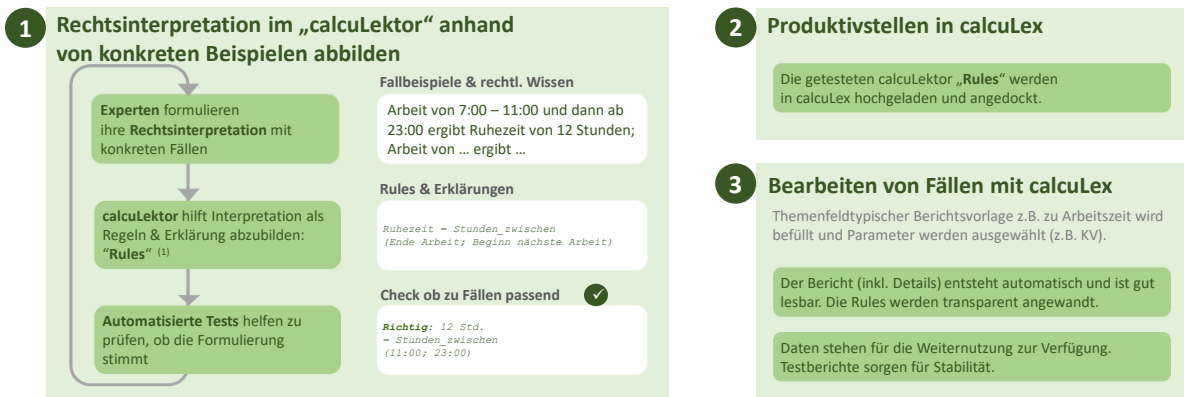 1
Rechtsinterpretation im „calcuLektor“ anhand
von konkreten Beispielen abbilden
Experten formulieren
ihre Rechtsinterpretation mit
konkreten Fällen
calcuLektor hilft Interpretation als
Regeln & Erklärung abzubilden:
“Rules” (1)
Automatisierte Tests helfen zu
prüfen, ob die Formulierung
stimmt
Fallbeispiele & rechtl. Wissen
Arbeit von 7:00 – 11:00 und dann ab
23:00 ergibt Ruhezeit von 12 Stunden;
Arbeit von … ergibt …
Rules & Erklärungen
Ruhezeit = Stunden_zwischen
(Ende Arbeit; Beginn nächste Arbeit)
Check ob zu Fällen passend ✓
Richtig: 12 Std.
= Stunden_zwischen
(11:00; 23:00)
2
Produktivstellen in calcuLex
Die getesteten calcuLektor „Rules“ werden
in calcuLex hochgeladen und angedockt.
3
Bearbeiten von Fällen mit calcuLex
Themenfeldtypischer Berichtsvorlage z.B. zu Arbeitszeit wird
befüllt und Parameter werden ausgewählt (z.B. KV).
Der Bericht (inkl. Details) entsteht automatisch und ist gut
lesbar. Die Rules werden transparent angewandt.
Daten stehen für die Weiternutzung zur Verfügung.
Testberichte sorgen für Stabilität.